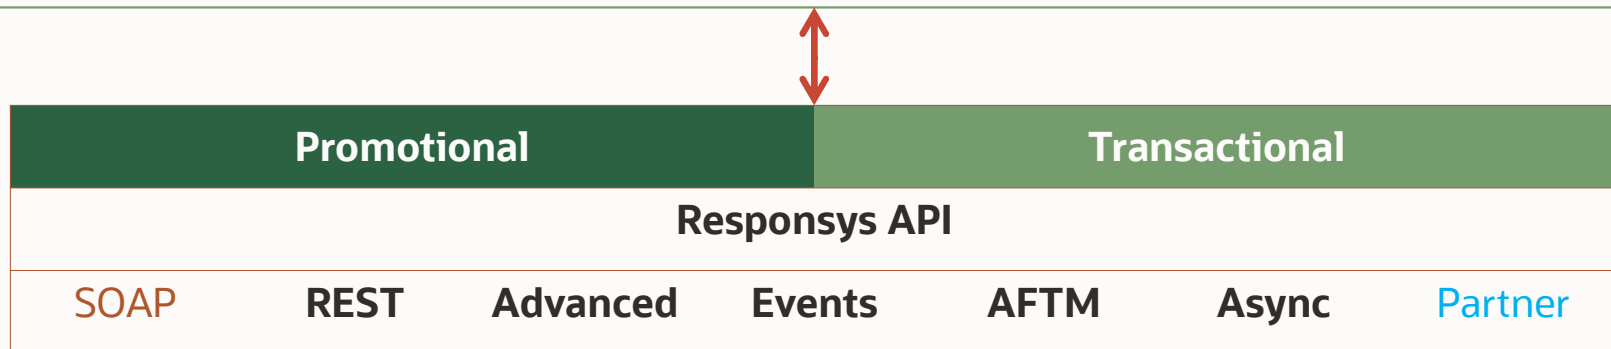 Promotional Transactional
Responsys API
SOAP REST Advanced Events AFTM Async Partner